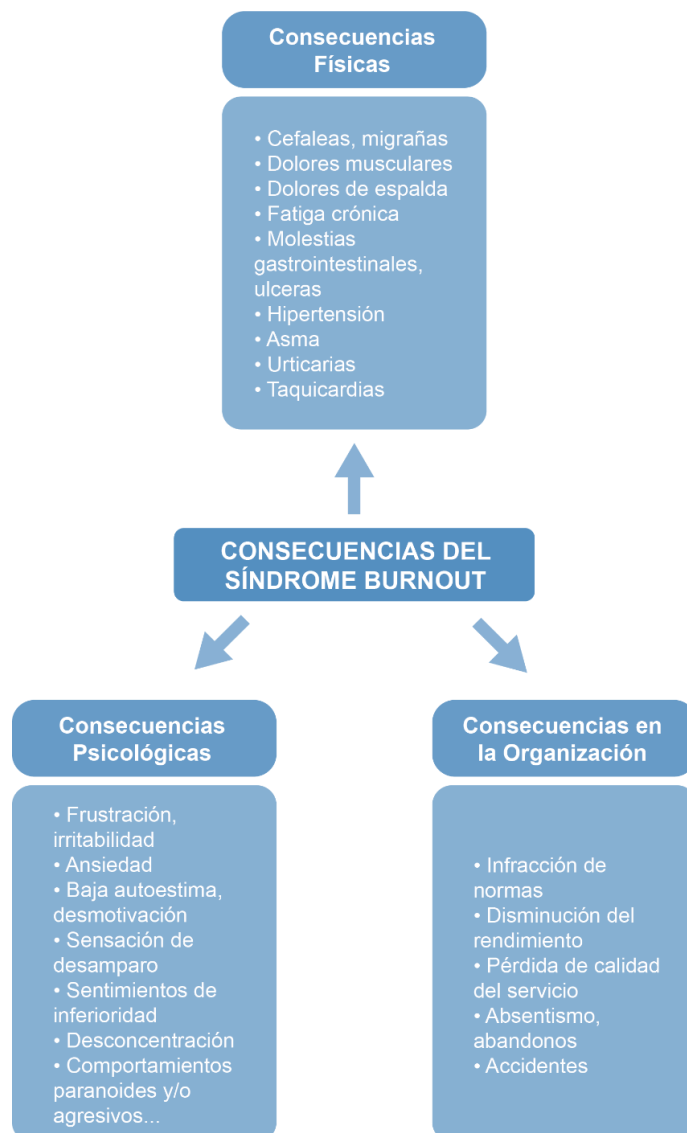 Consecuencias
Físicas
• Cefaleas, migrañas
• Dolores musculares
• Dolores de espalda
• Fatiga crónica
• Molestias
gastrointestinales,
ulceras
• Hipertensión
• Asma
• Urticarias
• Taquicardias
CONSECUENCIAS DEL
SÍNDROME BURNOUT
Consecuencias
Psicológicas
• Frustración,
irritabilidad
• Ansiedad
• Baja autoestima,
desmotivación
• Sensación de
desamparo
• Sentimientos de
inferioridad
• Desconcentración
• Comportamientos
paranoides y/o
agresivos...
Consecuencias en
la Organización
• Infracción de
normas
• Disminución del
rendimiento
• Pérdida de calidad
del servicio
• Absentismo,
abandonos
• Accidentes